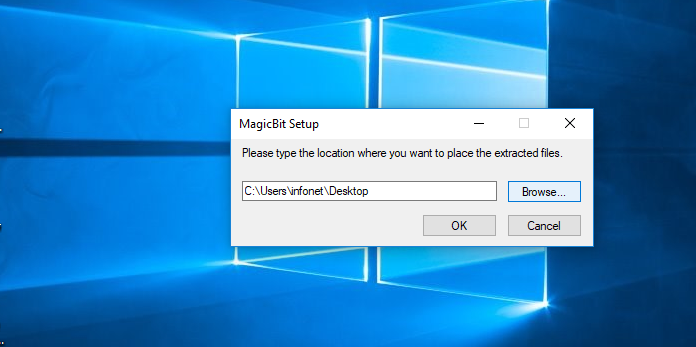 MagicBit Setup
Please type the location where you want to place the extracted files.
C:\Users\infonet\Desktop
Browse...
OK
Cancel